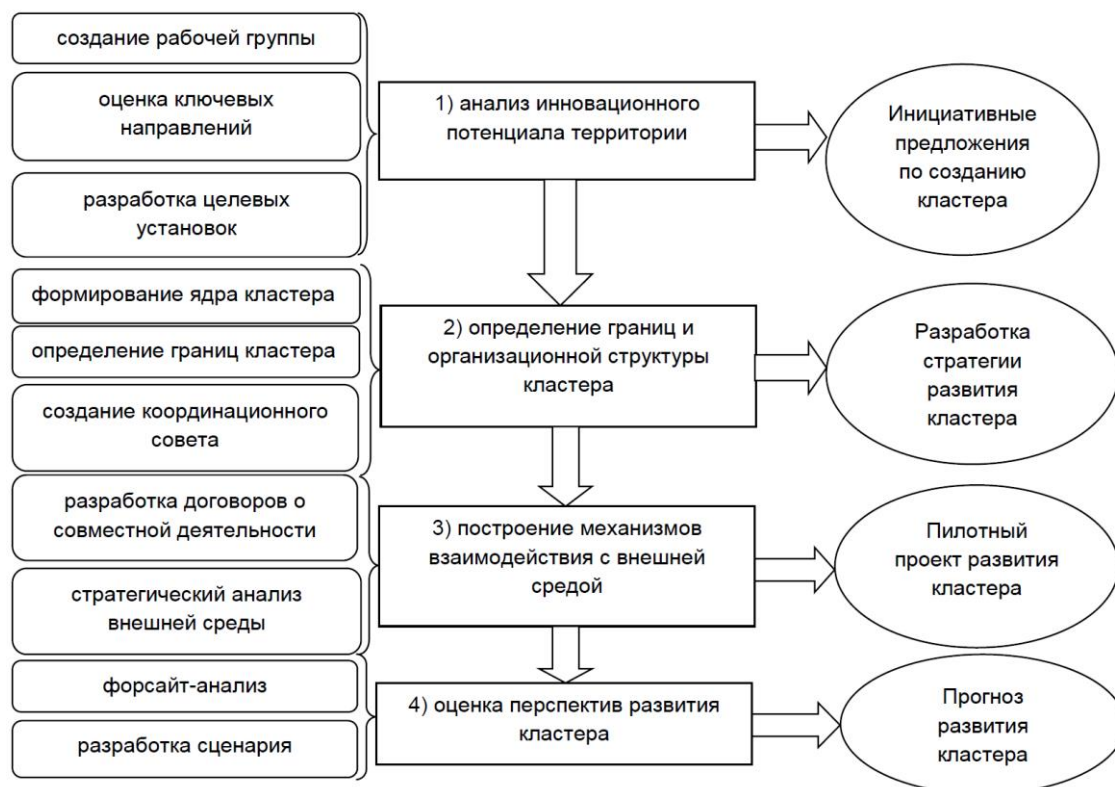 создание рабочей группы
оценка ключевых
направлений
разработка целевых
установок
1) анализ инновационного
потенциала территории
Инициативные
предложения
по созданию
кластера
формирование ядра кластера
определение границ кластера
создание координационного
совета
2) определение границ и
организационной структуры
кластера
Разработка
стратегии
развития
кластера
разработка договоров о
совместной деятельности
стратегический анализ
внешней среды
3) построение механизмов
взаимодействия с внешней
средой
Пилотный
проект развития
кластера
форсайт-анализ
разработка сценария
4) оценка перспектив развития
кластера
Прогноз
развития
кластера